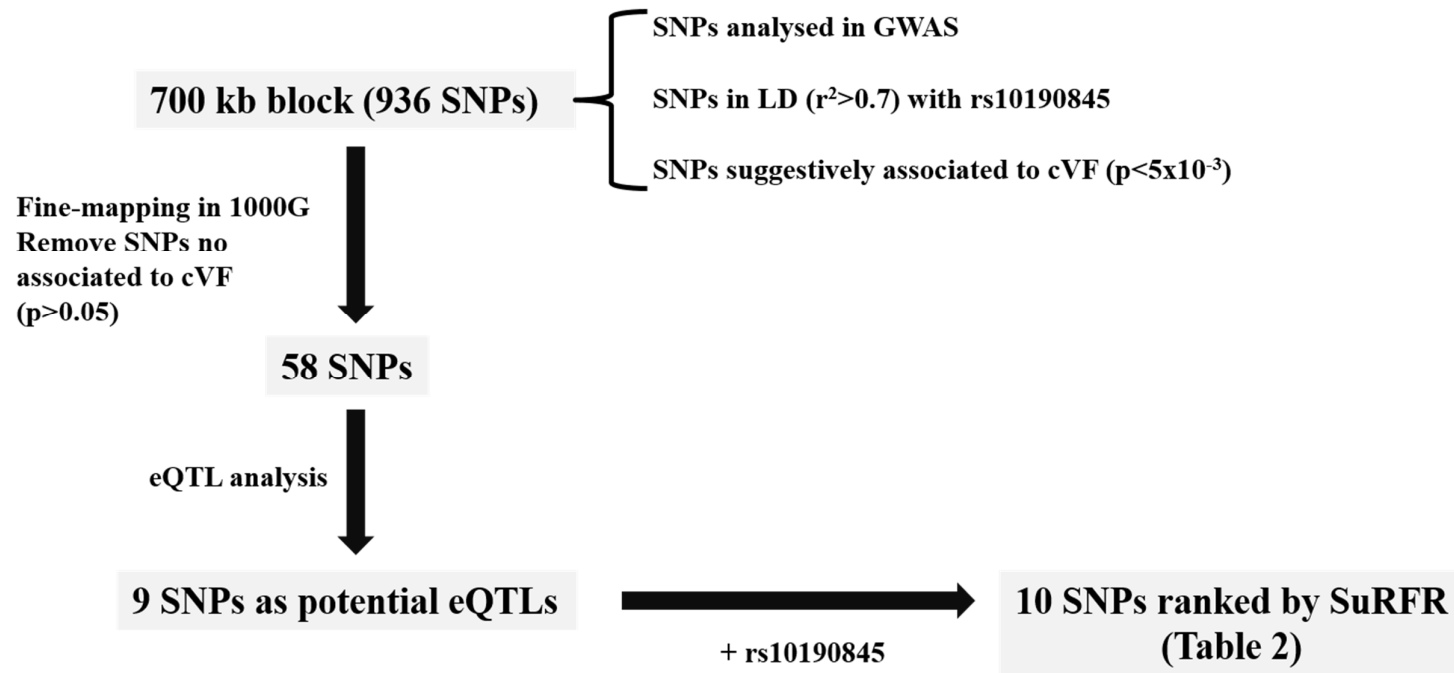 SNPs analysed in GWAS
700 kb block (936 SNPs)
SNPs in LD (r²>0.7) with rs10190845
SNPs suggestively associated to cVF (p<5x10⁻³)
Fine-mapping in 1000G
Remove SNPs no
associated to cVF
(p>0.05)
58 SNPs
eQTL analysis
9 SNPs as potential eQTLs
+ rs10190845
10 SNPs ranked by SuRFR
(Table 2)